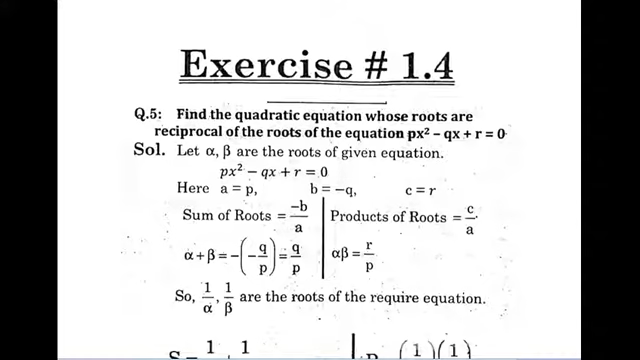 Exercise # 1.4
Q.5: Find the quadratic equation whose roots are
reciprocal of the roots of the equation px² – qx + r = 0
Sol. Let α, β are the roots of given equation.
px² – qx + r = 0
Here a = p, b = –q, c = r
Sum of Roots = –b/a Products of Roots = c/a
α + β = –(–q/p) = q/p αβ = r/p
So, 1/α, 1/β are the roots of the require equation.